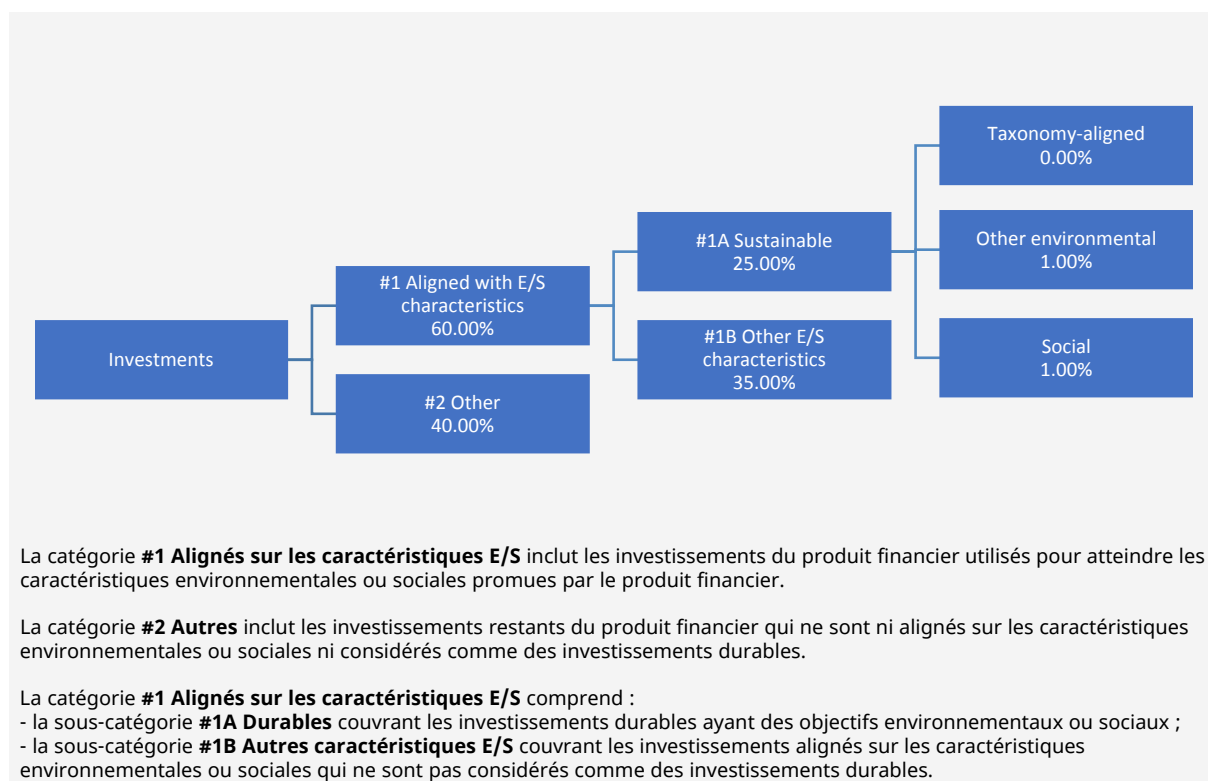 Investments
#1 Aligned with E/S
characteristics
60.00%
#2 Other
40.00%
#1A Sustainable
25.00%
#1B Other E/S
characteristics
35.00%
Taxonomy-aligned
0.00%
Other environmental
1.00%
Social
1.00%
La catégorie #1 Alignés sur les caractéristiques E/S inclut les investissements du produit financier utilisés pour atteindre les
caractéristiques environnementales ou sociales promues par le produit financier.
La catégorie #2 Autres inclut les investissements restants du produit financier qui ne sont ni alignés sur les caractéristiques
environnementales ou sociales ni considérés comme des investissements durables.
La catégorie #1 Alignés sur les caractéristiques E/S comprend :
- la sous-catégorie #1A Durables couvrant les investissements durables ayant des objectifs environnementaux ou sociaux ;
- la sous-catégorie #1B Autres caractéristiques E/S couvrant les investissements alignés sur les caractéristiques
environnementales ou sociales qui ne sont pas considérés comme des investissements durables.